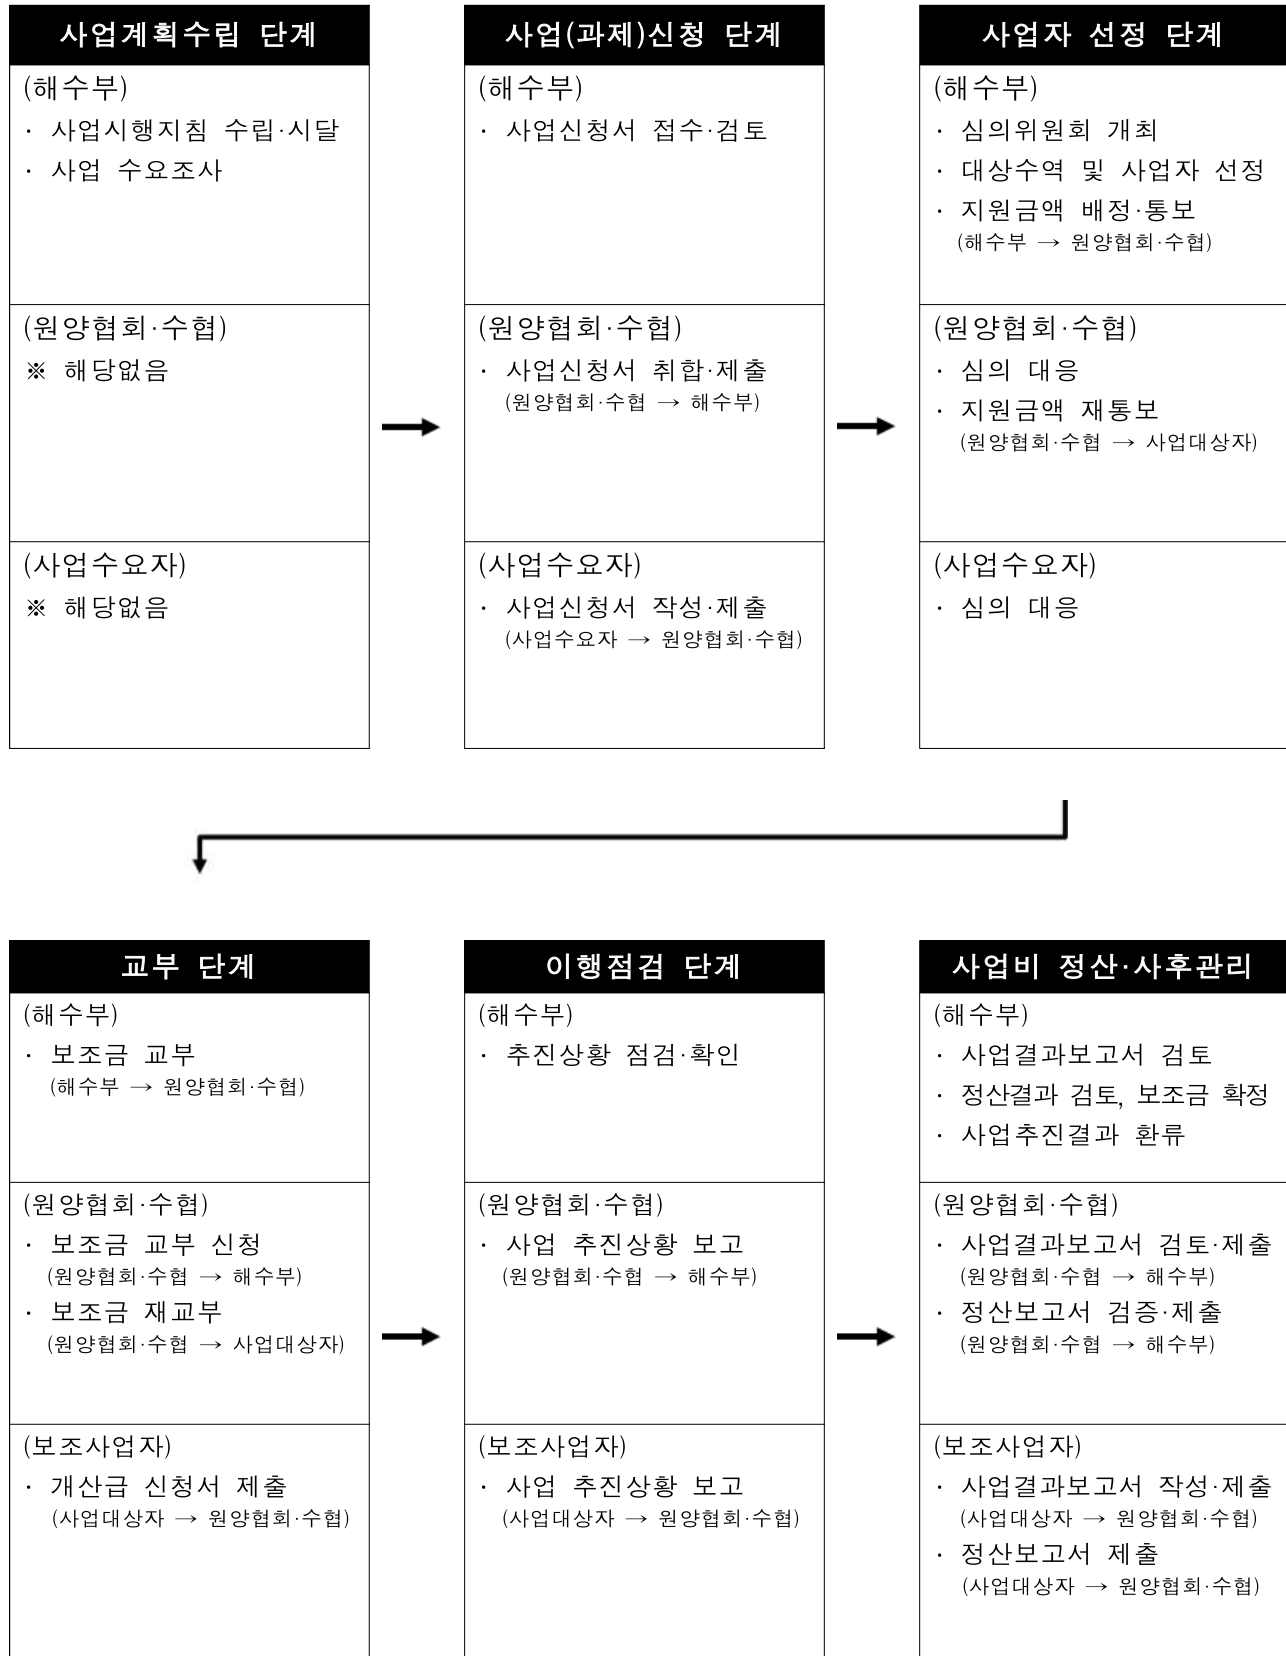 사업계획수립 단계
(해수부)
· 사업시행지침 수립·시달
· 사업 수요조사
(원양협회·수협)
※ 해당없음
(사업수요자)
※ 해당없음
사업(과제)신청 단계
(해수부)
· 사업신청서 접수·검토
(원양협회·수협)
· 사업신청서 취합·제출
(원양협회·수협 → 해수부)
(사업수요자)
· 사업신청서 작성·제출
(사업수요자 → 원양협회·수협)
사업자 선정 단계
(해수부)
· 심의위원회 개최
· 대상수역 및 사업자 선정
· 지원금액 배정·통보
(해수부 → 원양협회·수협)
(원양협회·수협)
· 심의 대응
· 지원금액 재통보
(원양협회·수협 → 사업대상자)
(사업수요자)
· 심의 대응
교부 단계
(해수부)
· 보조금 교부
(해수부 → 원양협회·수협)
(원양협회·수협)
· 보조금 교부 신청
(원양협회·수협 → 해수부)
· 보조금 재교부
(원양협회·수협 → 사업대상자)
(보조사업자)
· 개산급 신청서 제출
(사업대상자 → 원양협회·수협)
이행점검 단계
(해수부)
· 추진상황 점검·확인
(원양협회·수협)
· 사업 추진상황 보고
(원양협회·수협 → 해수부)
(보조사업자)
· 사업 추진상황 보고
(사업대상자 → 원양협회·수협)
사업비 정산·사후관리
(해수부)
· 사업결과보고서 검토
· 정산결과 검토, 보조금 확정
· 사업추진결과 환류
(원양협회·수협)
· 사업결과보고서 검토·제출
(원양협회·수협 → 해수부)
· 정산보고서 검증·제출
(원양협회·수협 → 해수부)
(보조사업자)
· 사업결과보고서 작성·제출
(사업대상자 → 원양협회·수협)
· 정산보고서 제출
(사업대상자 → 원양협회·수협)